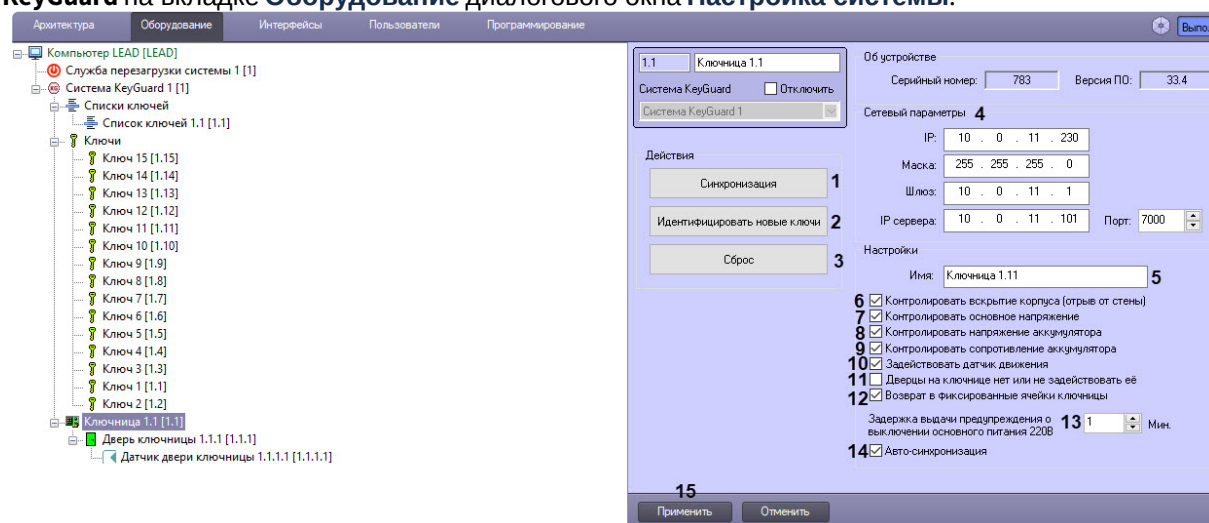 KeyGuard на вкладке Оборудование диалогового окна Настройка системы.
Архитектура Оборудование Интерфейсы Пользователи Программирование
Компьютер LEAD [LEAD]
Служба перезагрузки системы 1 [1]
Система KeyGuard 1 [1]
Списки ключей
Список ключей 1.1 [1.1]
Ключи
Ключ 15 [1.15]
Ключ 14 [1.14]
Ключ 13 [1.13]
Ключ 12 [1.12]
Ключ 11 [1.11]
Ключ 10 [1.10]
Ключ 9 [1.9]
Ключ 8 [1.8]
Ключ 7 [1.7]
Ключ 6 [1.6]
Ключ 5 [1.5]
Ключ 4 [1.4]
Ключ 3 [1.3]
Ключ 1 [1.1]
Ключ 2 [1.2]
Ключница 1.1 [1.1]
Дверь ключницы 1.1.1 [1.1.1]
Датчик двери ключницы 1.1.1.1 [1.1.1.1]
1.1 Ключница 1.1
Система KeyGuard Отключить
Система KeyGuard 1
Действия
Синхронизация 1
Идентифицировать новые ключи 2
Сброс 3
Об устройстве
Серийный номер: 783 Версия ПО: 33.4
Сетевый параметры 4
IP: 10 . 0 . 11 . 230
Маска: 255 . 255 . 255 . 0
Шлюз: 10 . 0 . 11 . 1
IP сервера: 10 . 0 . 11 . 101 Порт: 7000
Настройки
Имя: Ключница 1.11 5
6 Контролировать вскрытие корпуса (отрыв от стены)
7 Контролировать основное напряжение
8 Контролировать напряжение аккумулятора
9 Контролировать сопротивление аккумулятора
10 Задействовать датчик движения
11 Дверцы на ключнице нет или не задействовать её
12 Возврат в фиксированные ячейки ключницы
Задержка выдачи предупреждения о
выключении основного питания 220В 13 1 Мин.
14 Авто-синхронизация
15
Применить Отменить